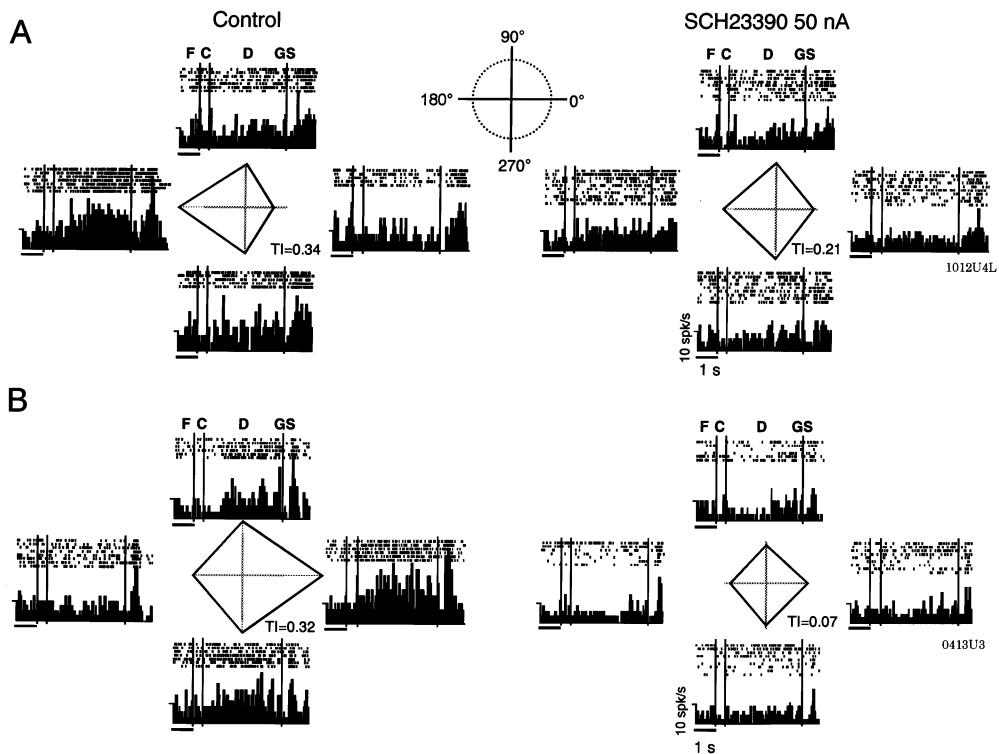 A
Control
SCH23390 50 nA
F C D GS
90°
180°
0°
270°
F C D GS
TI=0.34
TI=0.21
1012U4L
10 spk/s
1 s
B
F C D GS
F C D GS
TI=0.32
TI=0.07
0413U3
10 spk/s
1 s